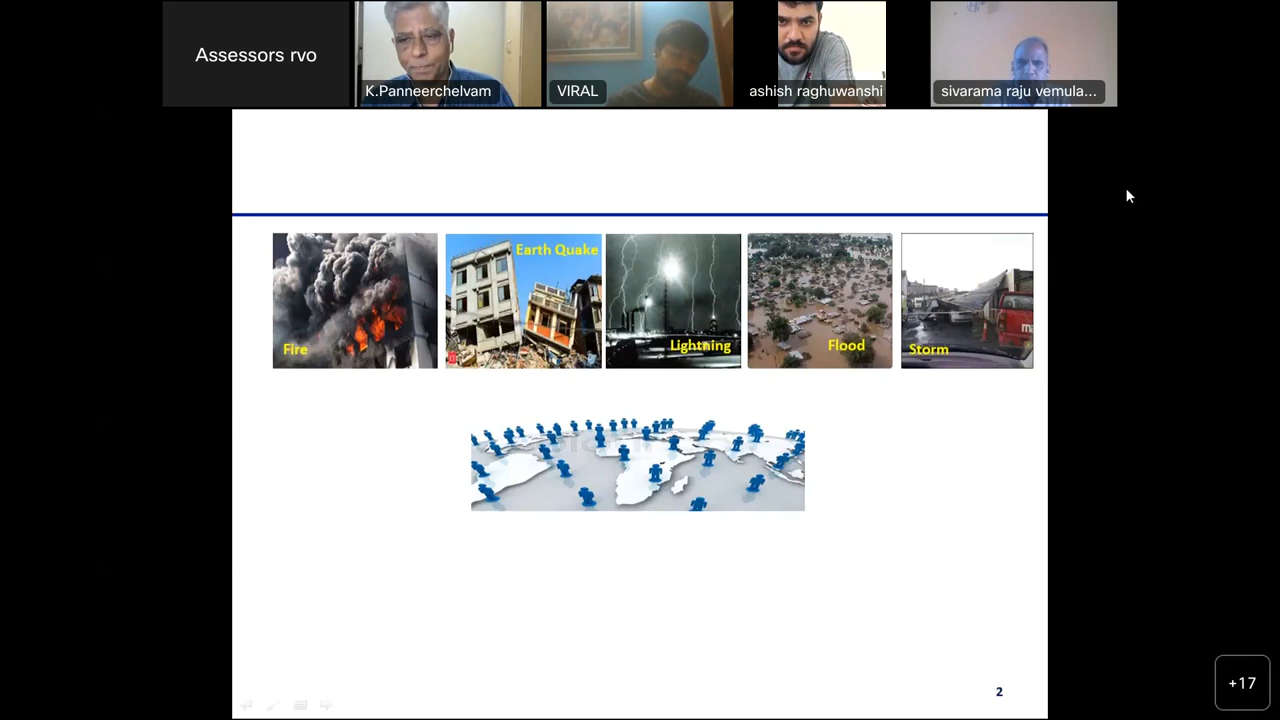 Assessors rvo
K.Panneerchelvam
VIRAL
ashish raghuwanshi
sivarama raju vemula...
Earth Quake
Fire
Lightning
Flood
Storm
2
+17